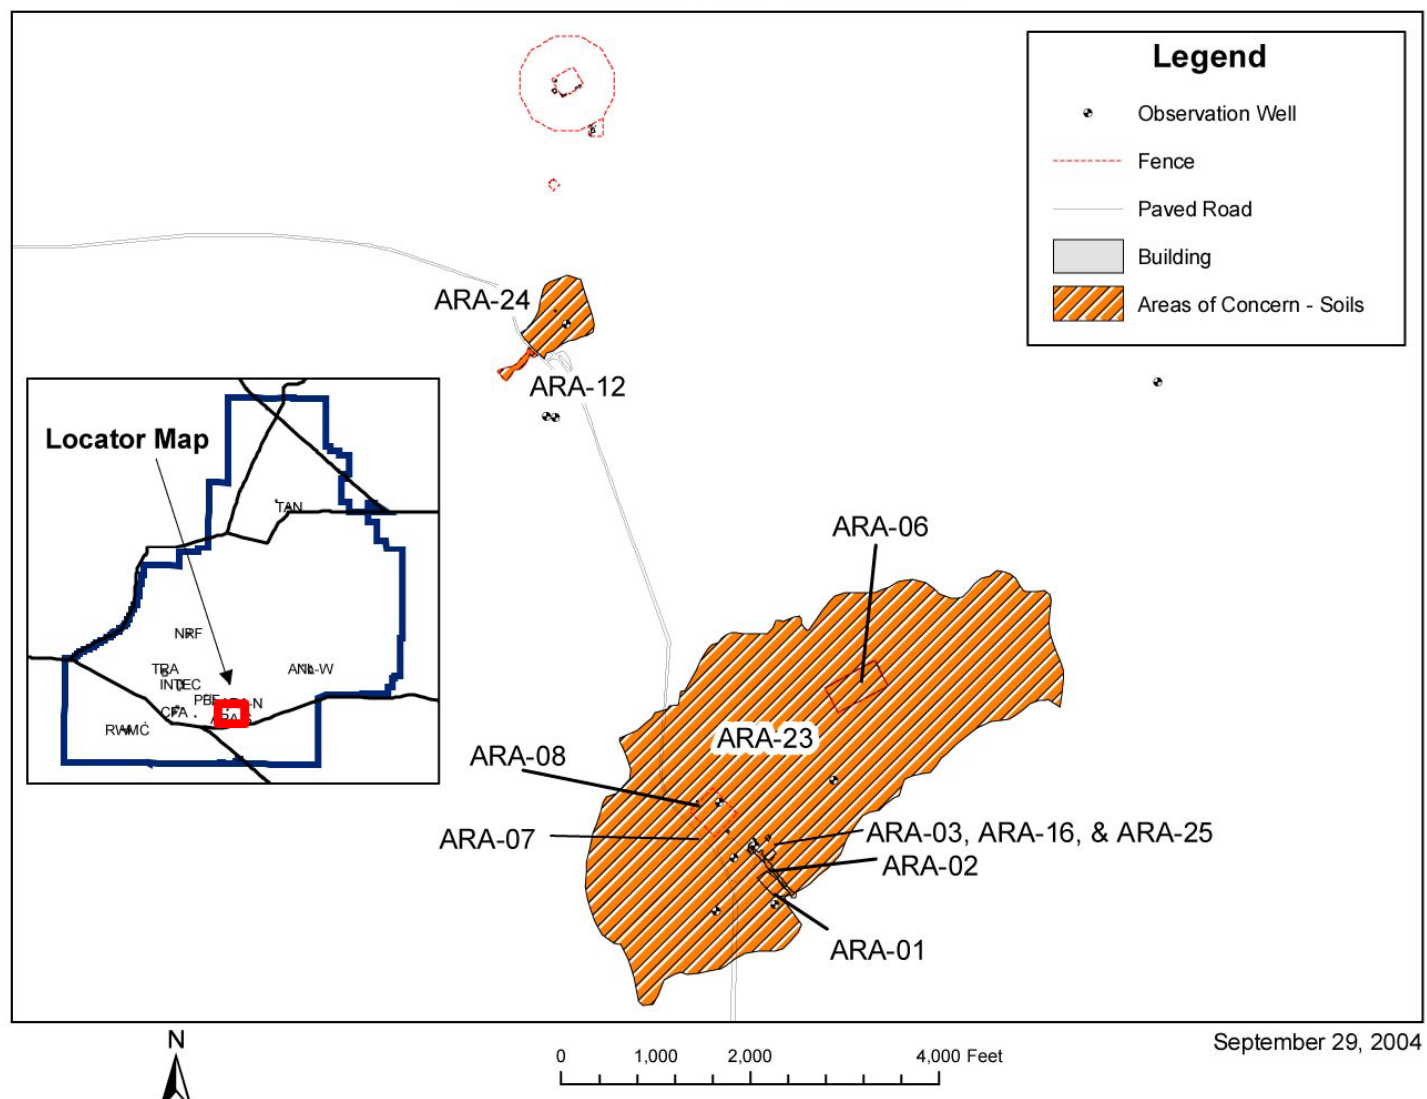 Legend
Observation Well
Fence
Paved Road
Building
Areas of Concern - Soils
ARA-24
ARA-12
Locator Map
TAN
NRF
TRA
INTEC
ANL-W
CFA
RWMC
ARA-06
ARA-23
ARA-08
ARA-07
ARA-03, ARA-16, & ARA-25
ARA-02
ARA-01
N
0 1,000 2,000 4,000 Feet
September 29, 2004